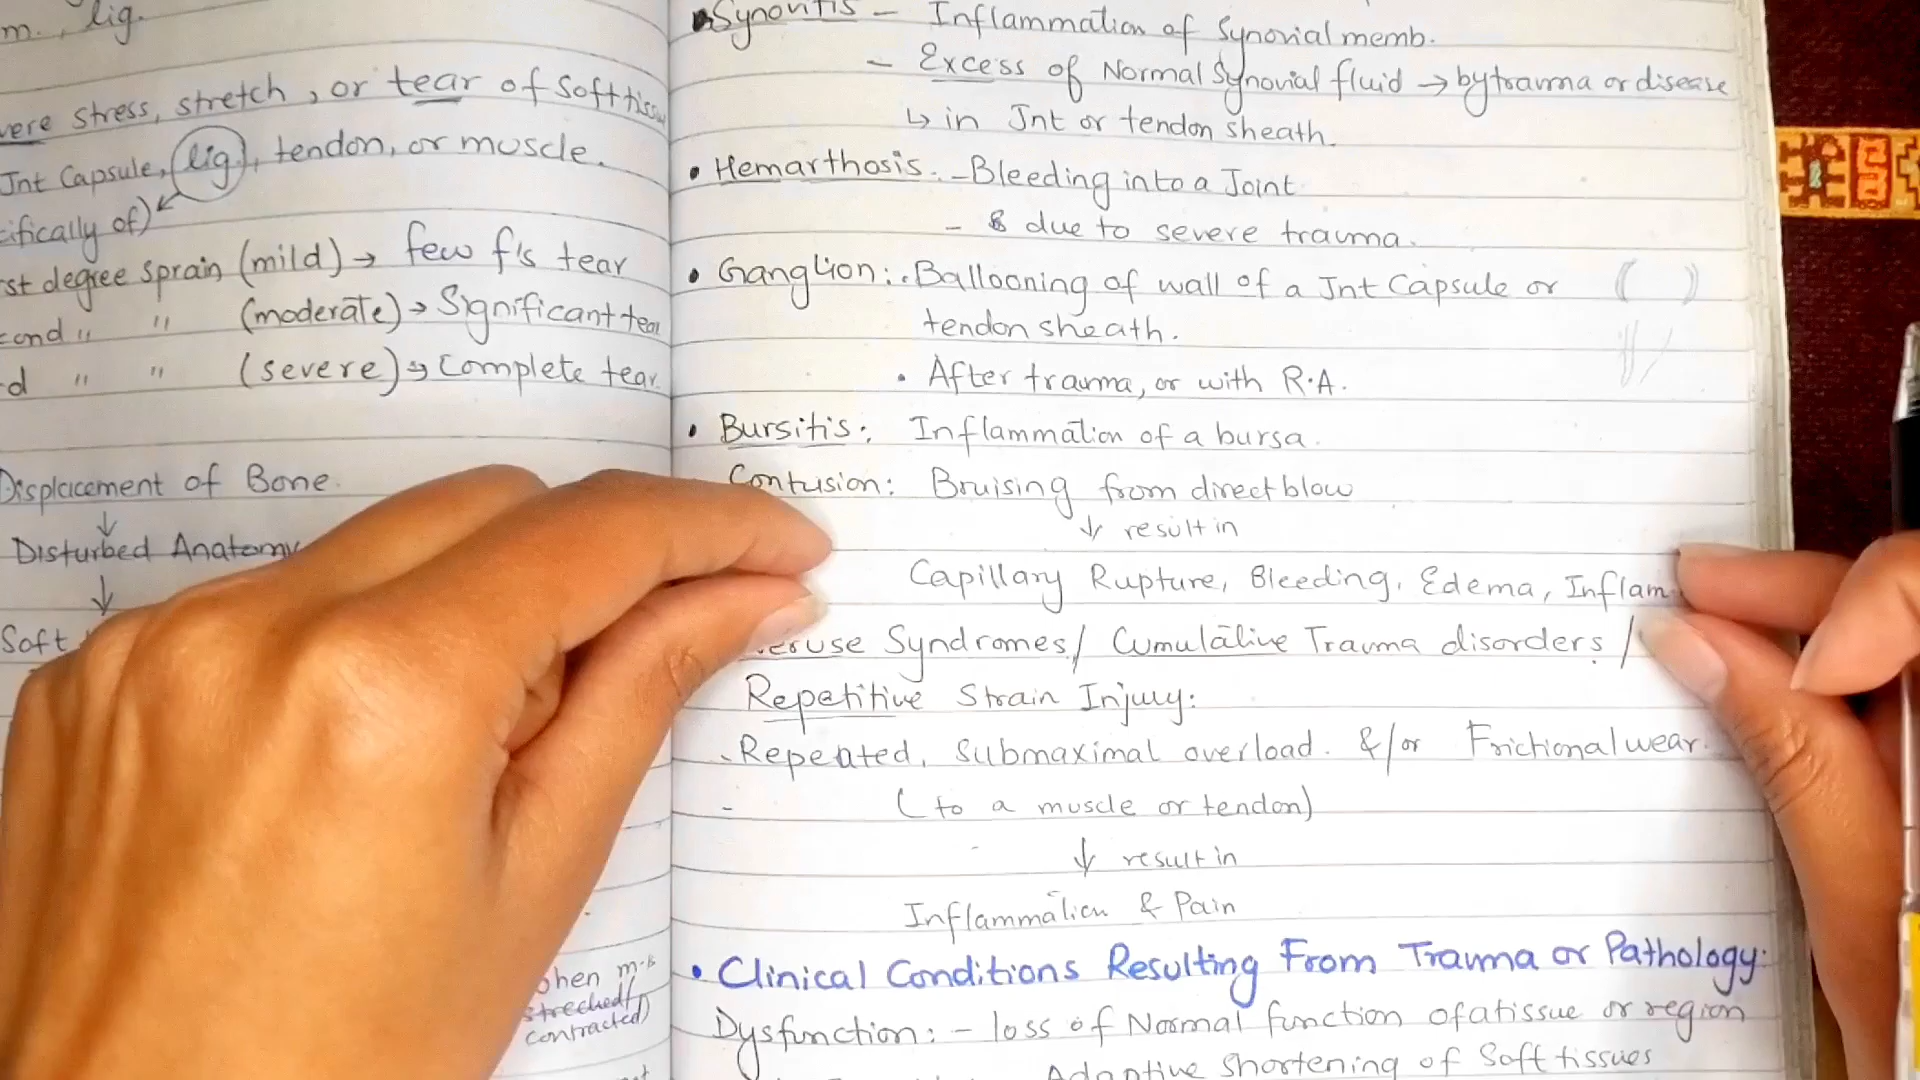 m., lig.
vere stress, stretch, or tear of Soft tissu
Jnt Capsule, (lig.), tendon, or muscle.
ifically of)
st degree sprain (mild) → few f's tear
cond " " (moderate) → Significant tear
d " " (severe) → Complete tear.
Displacement of Bone.
↓
Disturbed Anatomy
↓
Soft
when m.s
streched/
contracted)
Synovitis - Inflammation of Synovial memb.
- Excess of Normal Synovial fluid → by trauma or disease
↳ in Jnt or tendon sheath.
• Hemarthosis. - Bleeding into a Joint
- due to severe trauma.
• Ganglion: . Ballooning of wall of a Jnt Capsule or
tendon sheath.
• After trauma, or with R.A.
• Bursitis: Inflammation of a bursa.
Contusion: Bruising from direct blow
↓ result in
Capillary Rupture, Bleeding, Edema, Inflam
eruse Syndromes/ Cumulative Trauma disorders /
Repetitive Strain Injury:
- Repeated, Submaximal overload. &/or Frictional wear.
- (to a muscle or tendon)
↓ result in
Inflammation & Pain
• Clinical Conditions Resulting From Trauma or Pathology:
Dysfunction: - loss of Normal function of a tissue or region
Adaptive Shortening of Soft tissues